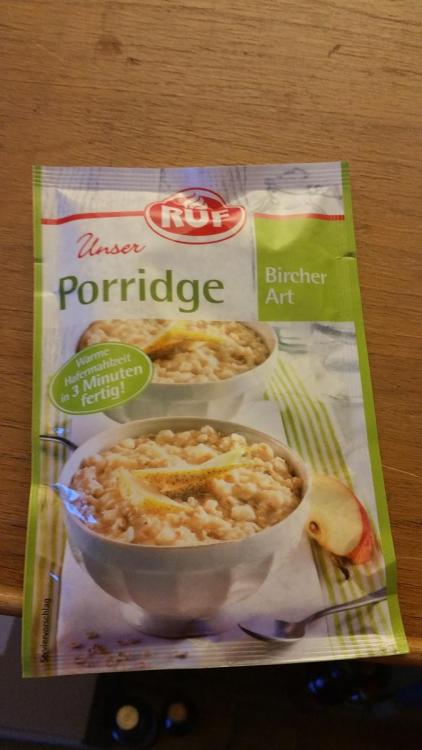 RUF
Unser
Porridge
Bircher
Art
Warme
Hafermahlzeit
in 3 Minuten
fertig!
Serviervorschlag